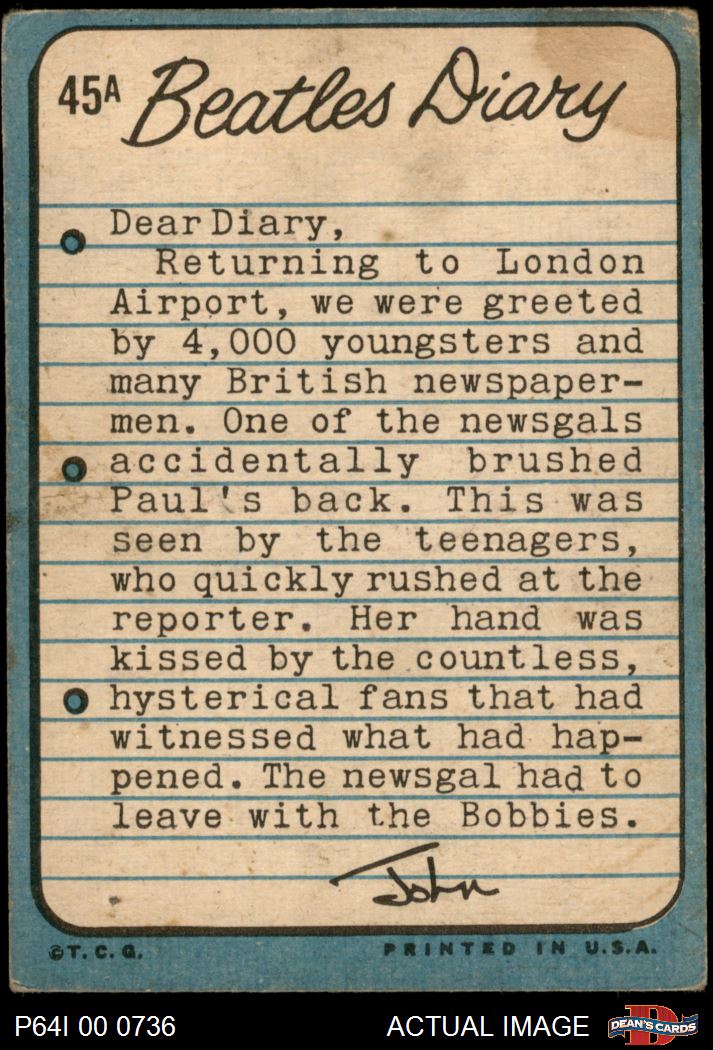 45A Beatles Diary
Dear Diary,
Returning to London
Airport, we were greeted
by 4,000 youngsters and
many British newspaper-
men. One of the newsgals
accidentally brushed
Paul's back. This was
seen by the teenagers,
who quickly rushed at the
reporter. Her hand was
kissed by the countless,
hysterical fans that had
witnessed what had hap-
pened. The newsgal had to
leave with the Bobbies.
John
©T.C.G. PRINTED IN U.S.A.
P64I 00 0736 ACTUAL IMAGE D DEAN'S CARDS